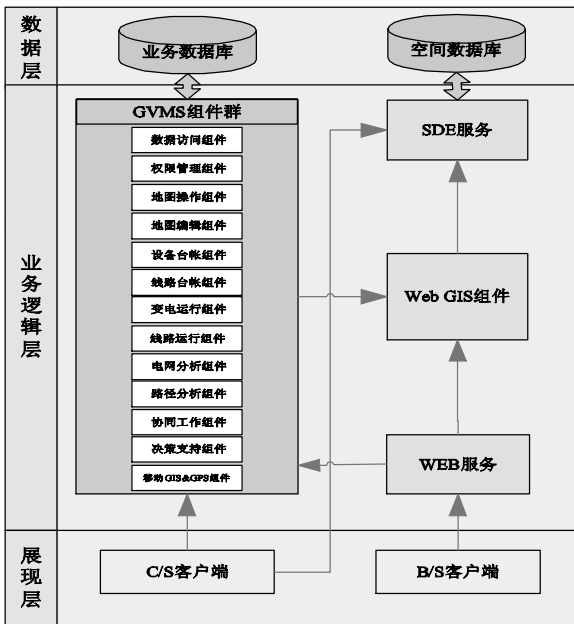 数据层
业务数据库
空间数据库
业务逻辑层
GVMS组件群
数据访问组件
权限管理组件
地图操作组件
地图编辑组件
设备台帐组件
线路台帐组件
变电运行组件
线路运行组件
电网分析组件
路径分析组件
协同工作组件
决策支持组件
移动GIS&GPS组件
SDE服务
Web GIS组件
WEB服务
展现层
C/S客户端
B/S客户端